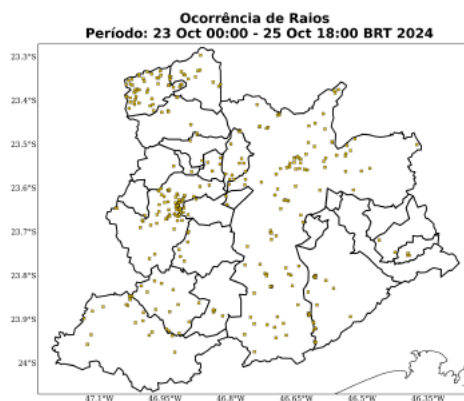 Ocorrência de Raios
Período: 23 Oct 00:00 - 25 Oct 18:00 BRT 2024
23.3°S
23.4°S
23.5°S
23.6°S
23.7°S
23.8°S
23.9°S
24°S
47.1°W 46.95°W 46.8°W 46.65°W 46.5°W 46.35°W